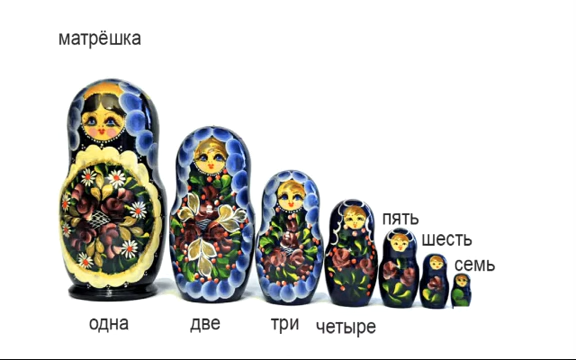 матрёшка
пять
шесть
семь
одна
две
три
четыре